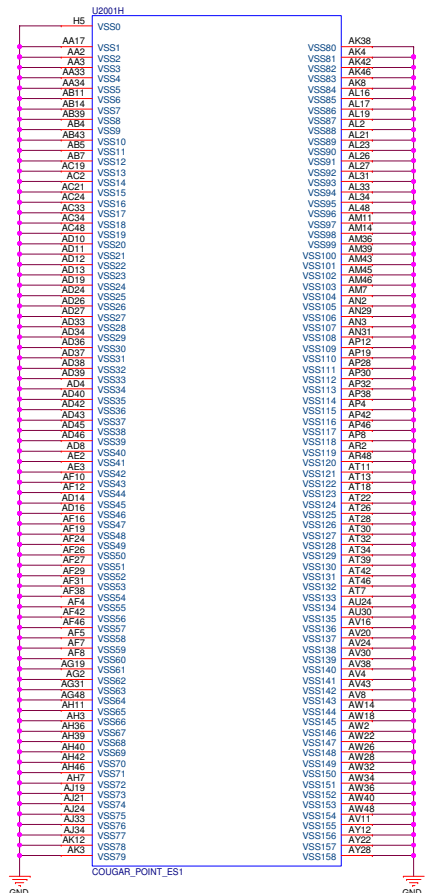 U2001H
H5 VSS0
AA17 VSS1 VSS80 AK38
AA2 VSS2 VSS81 AK4
AA3 VSS3 VSS82 AK42
AA33 VSS4 VSS83 AK46
AA34 VSS5 VSS84 AK8
AB11 VSS6 VSS85 AL16
AB14 VSS7 VSS86 AL17
AB39 VSS8 VSS87 AL19
AB4 VSS9 VSS88 AL2
AB43 VSS10 VSS89 AL21
AB5 VSS11 VSS90 AL23
AB7 VSS12 VSS91 AL26
AC19 VSS13 VSS92 AL27
AC2 VSS14 VSS93 AL31
AC21 VSS15 VSS94 AL33
AC24 VSS16 VSS95 AL34
AC33 VSS17 VSS96 AL48
AC34 VSS18 VSS97 AM11
AC48 VSS19 VSS98 AM14
AD10 VSS20 VSS99 AM36
AD11 VSS21 VSS100 AM39
AD12 VSS22 VSS101 AM43
AD13 VSS23 VSS102 AM45
AD19 VSS24 VSS103 AM46
AD24 VSS25 VSS104 AM7
AD26 VSS26 VSS105 AN2
AD27 VSS27 VSS106 AN29
AD33 VSS28 VSS107 AN3
AD34 VSS29 VSS108 AN31
AD36 VSS30 VSS109 AP12
AD37 VSS31 VSS110 AP19
AD38 VSS32 VSS111 AP28
AD39 VSS33 VSS112 AP30
AD4 VSS34 VSS113 AP32
AD40 VSS35 VSS114 AP38
AD42 VSS36 VSS115 AP4
AD43 VSS37 VSS116 AP42
AD45 VSS38 VSS117 AP46
AD46 VSS39 VSS118 AP8
AD8 VSS40 VSS119 AR2
AE2 VSS41 VSS120 AR48
AE3 VSS42 VSS121 AT11
AF10 VSS43 VSS122 AT13
AF12 VSS44 VSS123 AT18
AD14 VSS45 VSS124 AT22
AD16 VSS46 VSS125 AT26
AF16 VSS47 VSS126 AT28
AF19 VSS48 VSS127 AT30
AF24 VSS49 VSS128 AT32
AF26 VSS50 VSS129 AT34
AF27 VSS51 VSS130 AT39
AF29 VSS52 VSS131 AT42
AF31 VSS53 VSS132 AT46
AF38 VSS54 VSS133 AT7
AF4 VSS55 VSS134 AU24
AF42 VSS56 VSS135 AU30
AF46 VSS57 VSS136 AV16
AF5 VSS58 VSS137 AV20
AF7 VSS59 VSS138 AV24
AF8 VSS60 VSS139 AV30
AG19 VSS61 VSS140 AV38
AG2 VSS62 VSS141 AV4
AG31 VSS63 VSS142 AV43
AG48 VSS64 VSS143 AV8
AH11 VSS65 VSS144 AW14
AH3 VSS66 VSS145 AW18
AH36 VSS67 VSS146 AW2
AH39 VSS68 VSS147 AW22
AH40 VSS69 VSS148 AW26
AH42 VSS70 VSS149 AW28
AH46 VSS71 VSS150 AW32
AH7 VSS72 VSS151 AW34
AJ19 VSS73 VSS152 AW36
AJ21 VSS74 VSS153 AW40
AJ24 VSS75 VSS154 AW48
AJ33 VSS76 VSS155 AV11
AJ34 VSS77 VSS156 AY12
AK12 VSS78 VSS157 AY22
AK3 VSS79 VSS158 AY28
COUGAR_POINT_ES1
GND GND